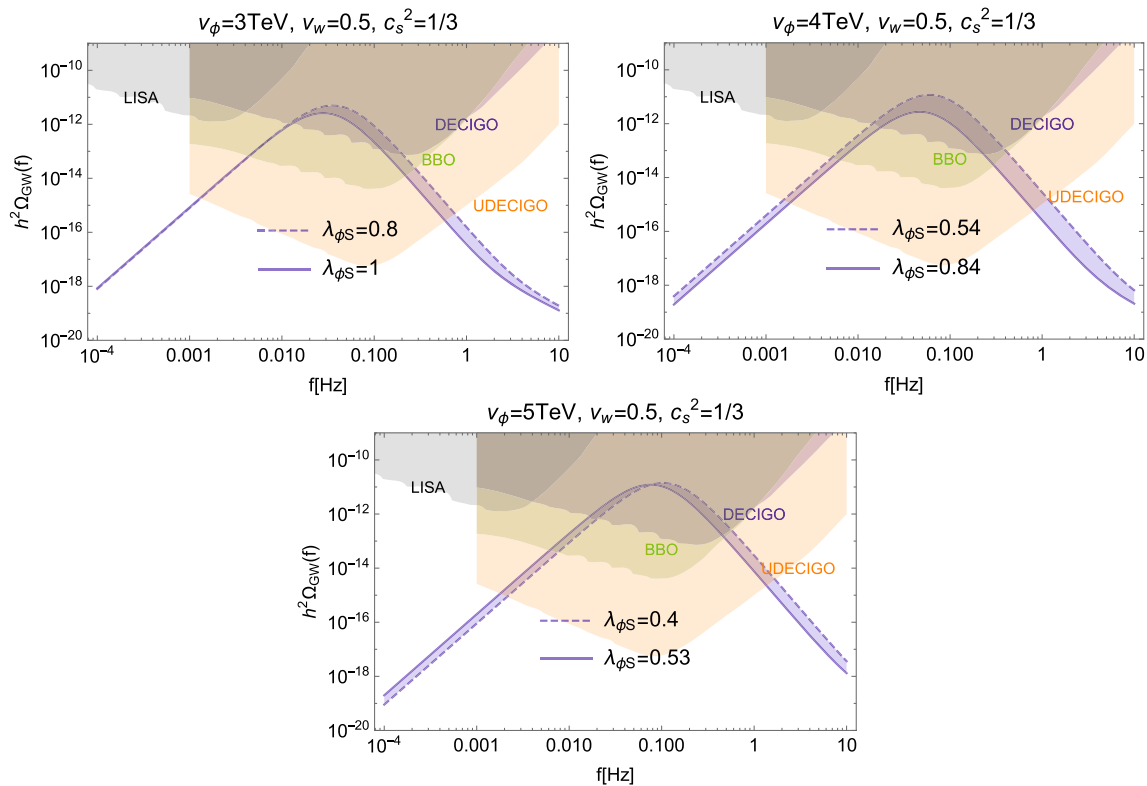 v_ϕ=3TeV, v_w=0.5, c_s^2=1/3
10^-10
10^-12
10^-14
10^-16
10^-18
10^-20
h^2Ω_GW(f)
LISA
DECIGO
BBO
UDECIGO
λ_ϕS=0.8
λ_ϕS=1
10^-4
0.001
0.010
0.100
1
10
f[Hz]
v_ϕ=4TeV, v_w=0.5, c_s^2=1/3
10^-10
10^-12
10^-14
10^-16
10^-18
10^-20
h^2Ω_GW(f)
LISA
DECIGO
BBO
UDECIGO
λ_ϕS=0.54
λ_ϕS=0.84
10^-4
0.001
0.010
0.100
1
10
f[Hz]
v_ϕ=5TeV, v_w=0.5, c_s^2=1/3
10^-10
10^-12
10^-14
10^-16
10^-18
10^-20
h^2Ω_GW(f)
LISA
DECIGO
BBO
UDECIGO
λ_ϕS=0.4
λ_ϕS=0.53
10^-4
0.001
0.010
0.100
1
10
f[Hz]